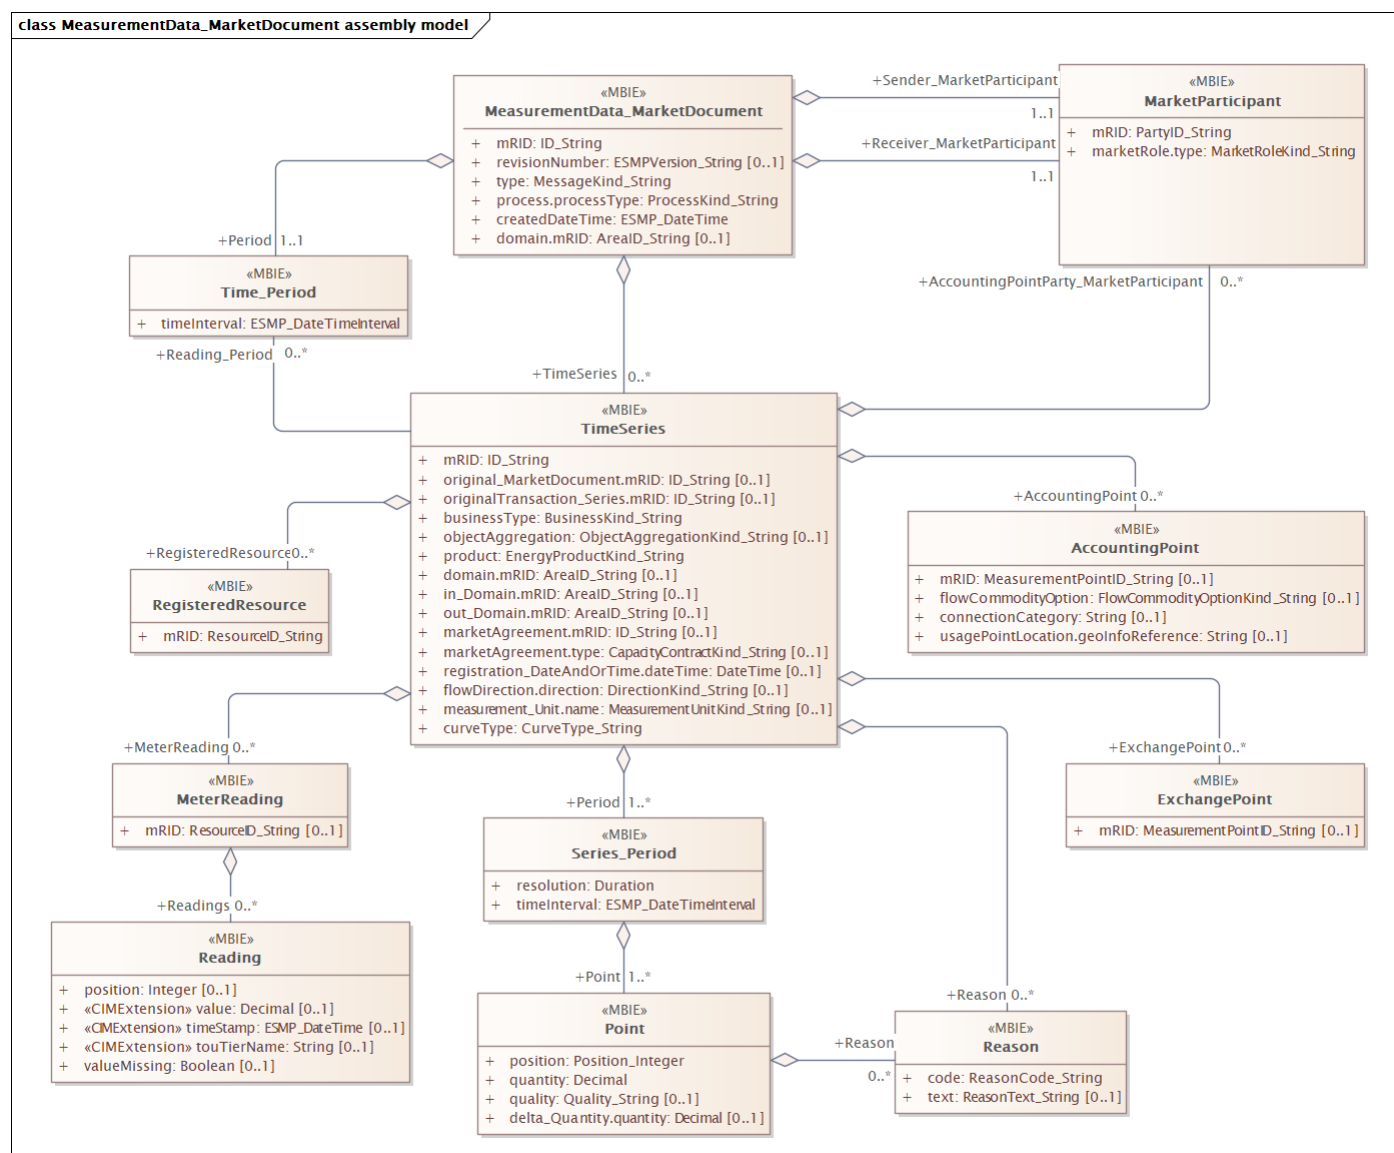 class MeasurementData_MarketDocument assembly model
«MBIE»
MeasurementData_MarketDocument
+ mRID: ID_String
+ revisionNumber: ESMPVersion_String [0..1]
+ type: MessageKind_String
+ process.processType: ProcessKind_String
+ createdDateTime: ESMP_DateTime
+ domain.mRID: AreaID_String [0..1]
+Sender_MarketParticipant
1..1
+Receiver_MarketParticipant
1..1
«MBIE»
MarketParticipant
+ mRID: PartyID_String
+ marketRole.type: MarketRoleKind_String
+Period 1..1
«MBIE»
Time_Period
+ timeInterval: ESMP_DateTimeInterval
+Reading_Period 0..*
+AccountingPointParty_MarketParticipant 0..*
+TimeSeries 0..*
«MBIE»
TimeSeries
+ mRID: ID_String
+ original_MarketDocument.mRID: ID_String [0..1]
+ originalTransaction_Series.mRID: ID_String [0..1]
+ businessType: BusinessKind_String
+ objectAggregation: ObjectAggregationKind_String [0..1]
+ product: EnergyProductKind_String
+ domain.mRID: AreaID_String [0..1]
+ in_Domain.mRID: AreaID_String [0..1]
+ out_Domain.mRID: AreaID_String [0..1]
+ marketAgreement.mRID: ID_String [0..1]
+ marketAgreement.type: CapacityContractKind_String [0..1]
+ registration_DateAndOrTime.dateTime: DateTime [0..1]
+ flowDirection.direction: DirectionKind_String [0..1]
+ measurement_Unit.name: MeasurementUnitKind_String [0..1]
+ curveType: CurveType_String
+AccountingPoint 0..*
«MBIE»
AccountingPoint
+ mRID: MeasurementPointID_String [0..1]
+ flowCommodityOption: FlowCommodityOptionKind_String [0..1]
+ connectionCategory: String [0..1]
+ usagePointLocation.geoInfoReference: String [0..1]
+RegisteredResource 0..*
«MBIE»
RegisteredResource
+ mRID: ResourceID_String
+MeterReading 0..*
«MBIE»
MeterReading
+ mRID: ResourceID_String [0..1]
+Readings 0..*
«MBIE»
Reading
+ position: Integer [0..1]
+ «CIMExtension» value: Decimal [0..1]
+ «CIMExtension» timeStamp: ESMP_DateTime [0..1]
+ «CIMExtension» touTierName: String [0..1]
+ valueMissing: Boolean [0..1]
+Period 1..*
«MBIE»
Series_Period
+ resolution: Duration
+ timeInterval: ESMP_DateTimeInterval
+Point 1..*
«MBIE»
Point
+ position: Position_Integer
+ quantity: Decimal
+ quality: Quality_String [0..1]
+ delta_Quantity.quantity: Decimal [0..1]
+ExchangePoint 0..*
«MBIE»
ExchangePoint
+ mRID: MeasurementPointID_String [0..1]
+Reason 0..*
+Reason
0..*
«MBIE»
Reason
+ code: ReasonCode_String
+ text: ReasonText_String [0..1]